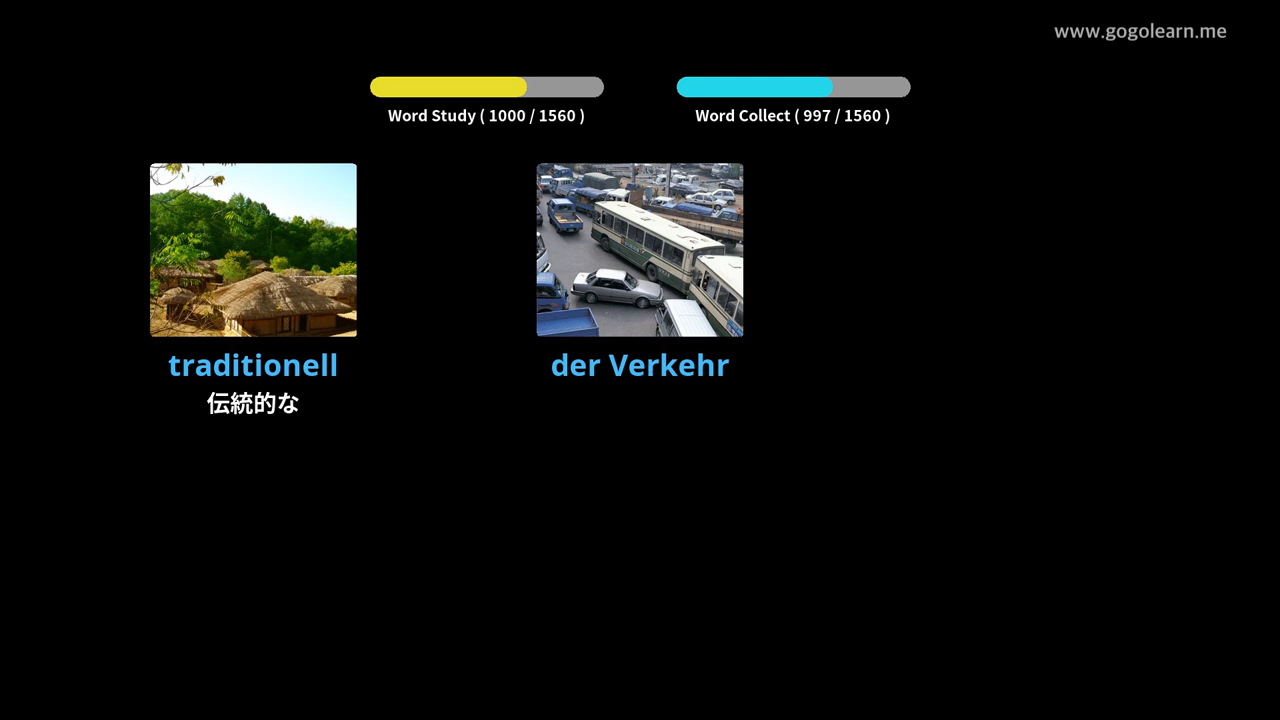 www.gogolearn.me
Word Study ( 1000 / 1560 )
Word Collect ( 997 / 1560 )
traditionell
der Verkehr
伝統的な